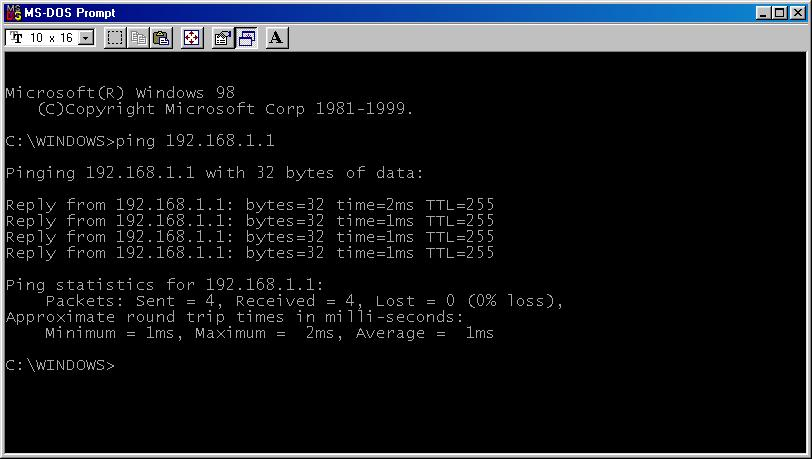 MS-DOS Prompt
10 x 16
A
Microsoft(R) Windows 98
(C)Copyright Microsoft Corp 1981-1999.
C:\WINDOWS>ping 192.168.1.1
Pinging 192.168.1.1 with 32 bytes of data:
Reply from 192.168.1.1: bytes=32 time=2ms TTL=255
Reply from 192.168.1.1: bytes=32 time=1ms TTL=255
Reply from 192.168.1.1: bytes=32 time=1ms TTL=255
Reply from 192.168.1.1: bytes=32 time=1ms TTL=255
Ping statistics for 192.168.1.1:
Packets: Sent = 4, Received = 4, Lost = 0 (0% loss),
Approximate round trip times in milli-seconds:
Minimum = 1ms, Maximum =  2ms, Average =  1ms
C:\WINDOWS>